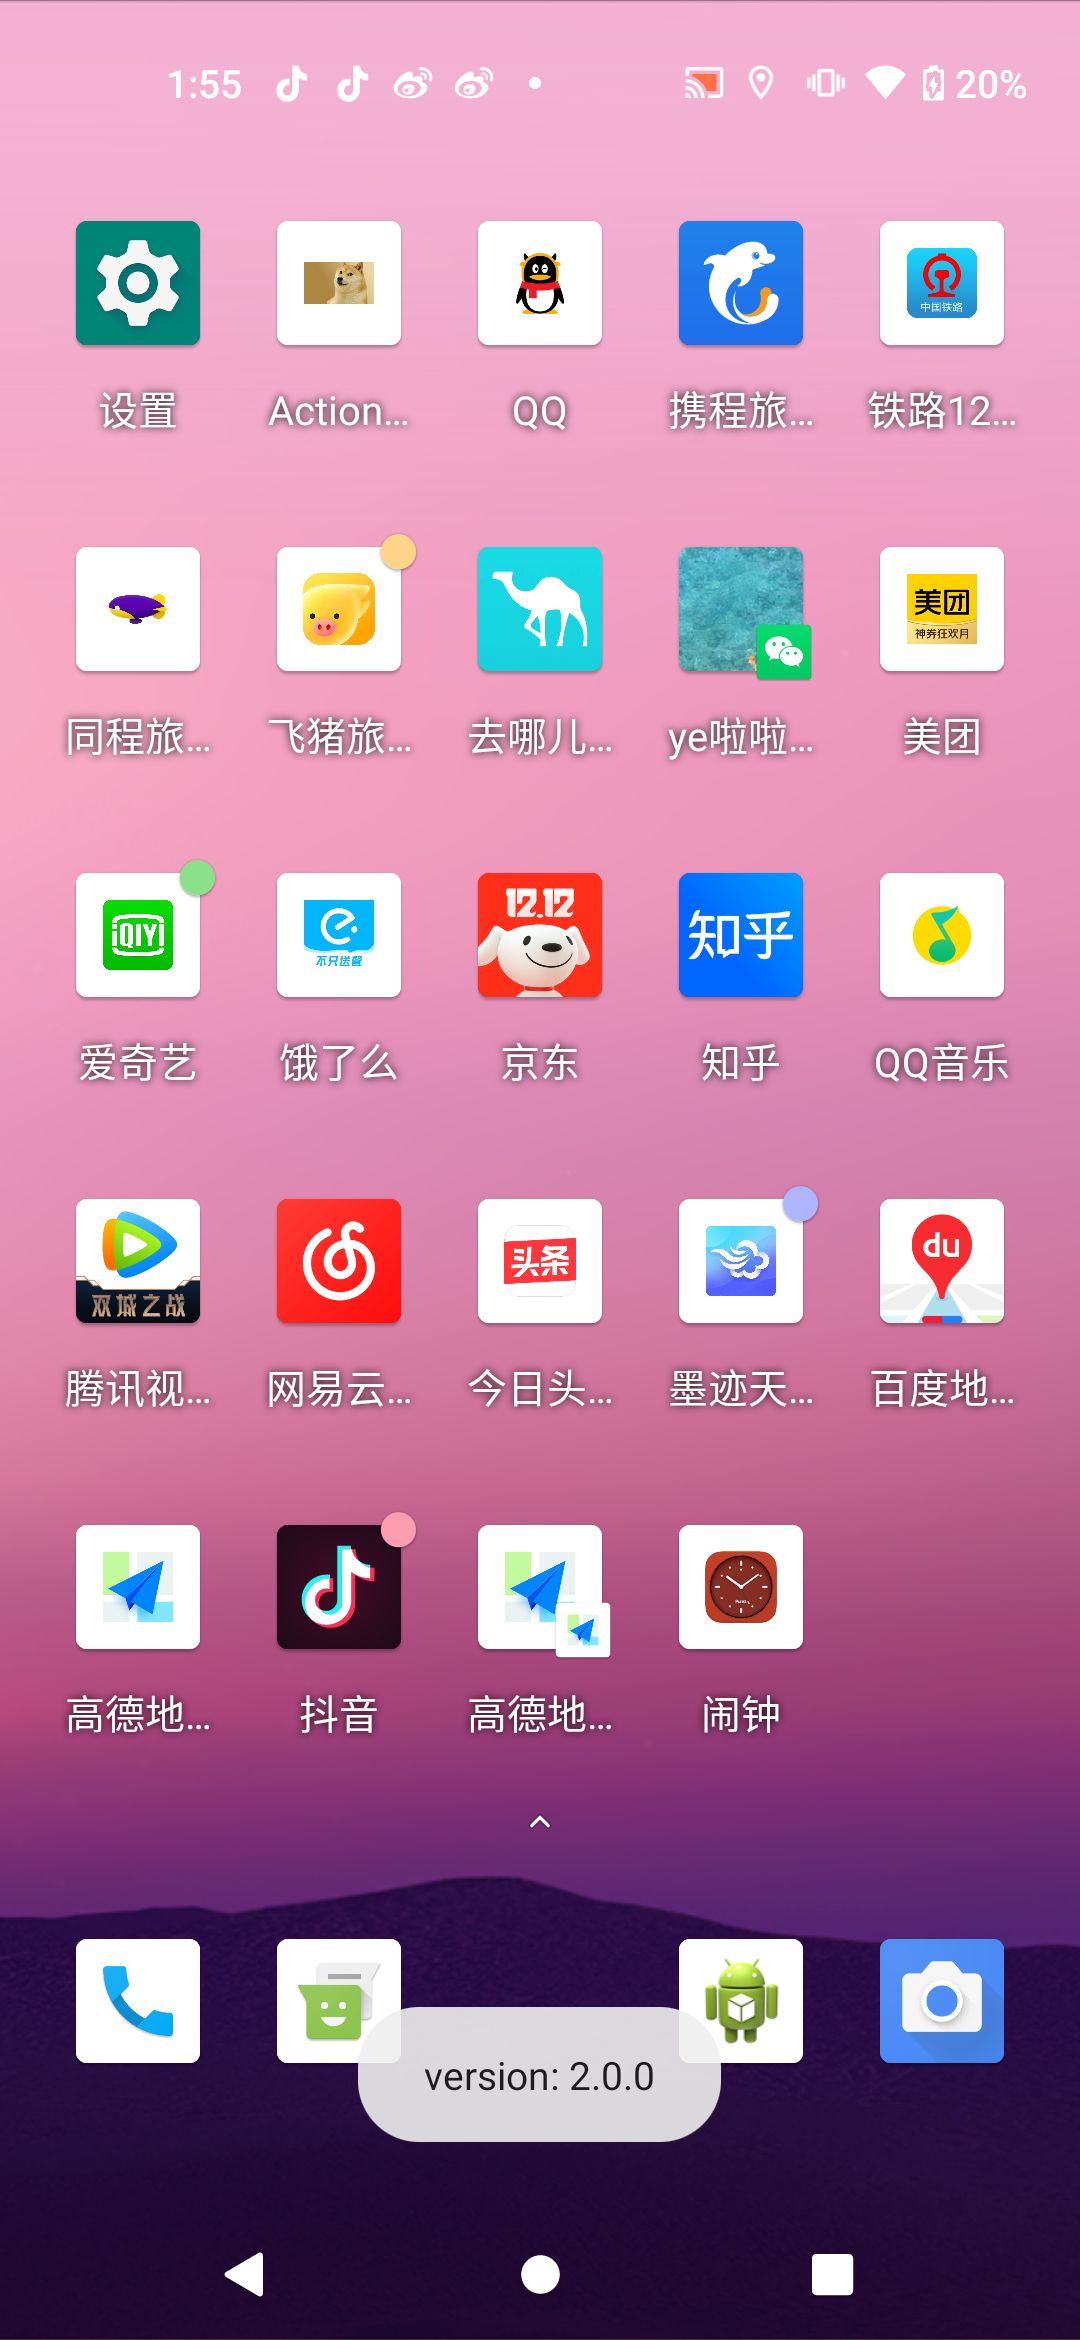 1:55
20%
中国铁路
设置
Action...
QQ
携程旅...
铁路12...
美团
神券狂欢月
同程旅...
飞猪旅...
去哪儿...
ye啦啦...
美团
QIY
不只送餐
12.12
知乎
爱奇艺
饿了么
京东
知乎
QQ音乐
双城之战
头条
du
腾讯视...
网易云...
今日头...
墨迹天...
百度地...
高德地...
抖音
高德地...
闹钟
version: 2.0.0